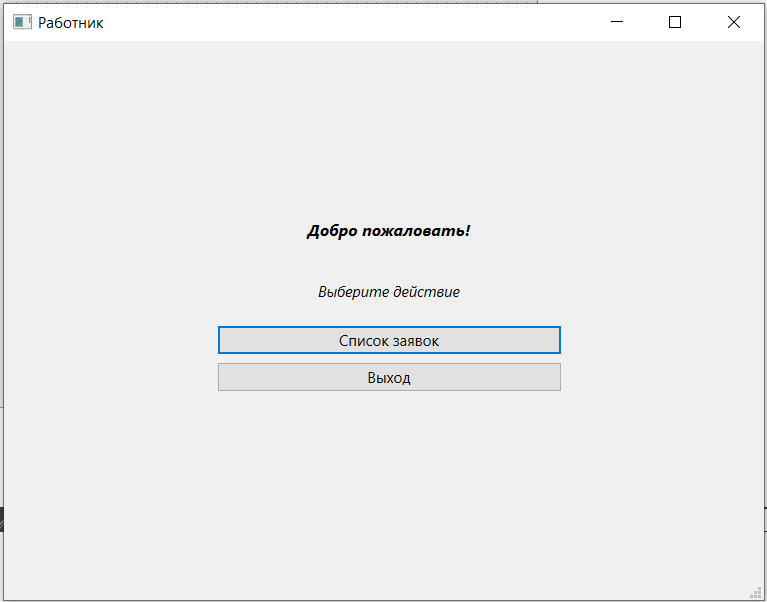 Работник
Добро пожаловать!
Выберите действие
Список заявок
Выход